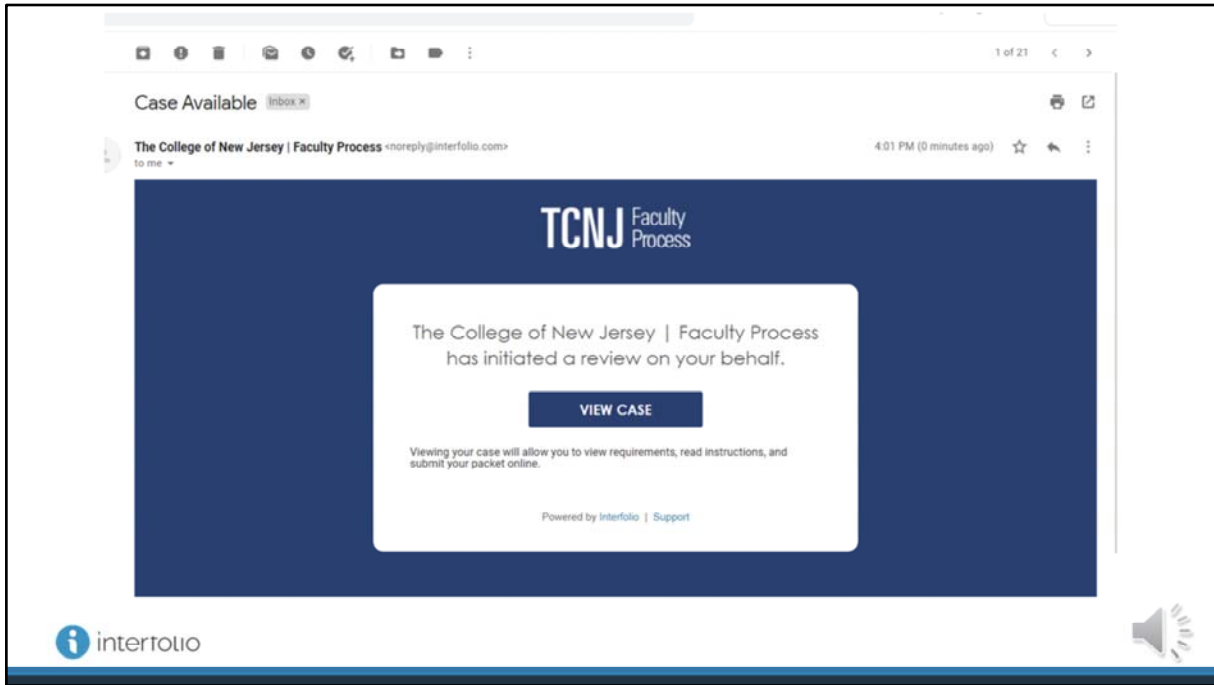 1 of 21
Case Available Inbox ×
The College of New Jersey | Faculty Process <noreply@interfolio.com> 4:01 PM (0 minutes ago)
to me
TCNJ Faculty
Process
The College of New Jersey | Faculty Process
has initiated a review on your behalf.
VIEW CASE
Viewing your case will allow you to view requirements, read instructions, and
submit your packet online.
Powered by Interfolio | Support
i interfolio